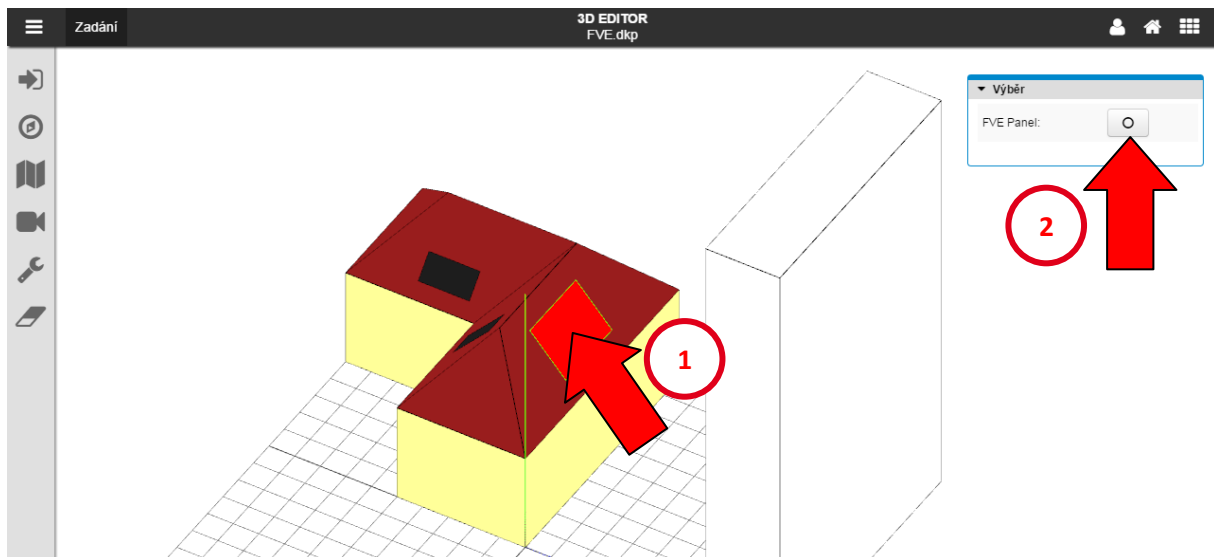 Zadání
3D EDITOR
FVE.dkp
Výběr
FVE Panel:
2
1